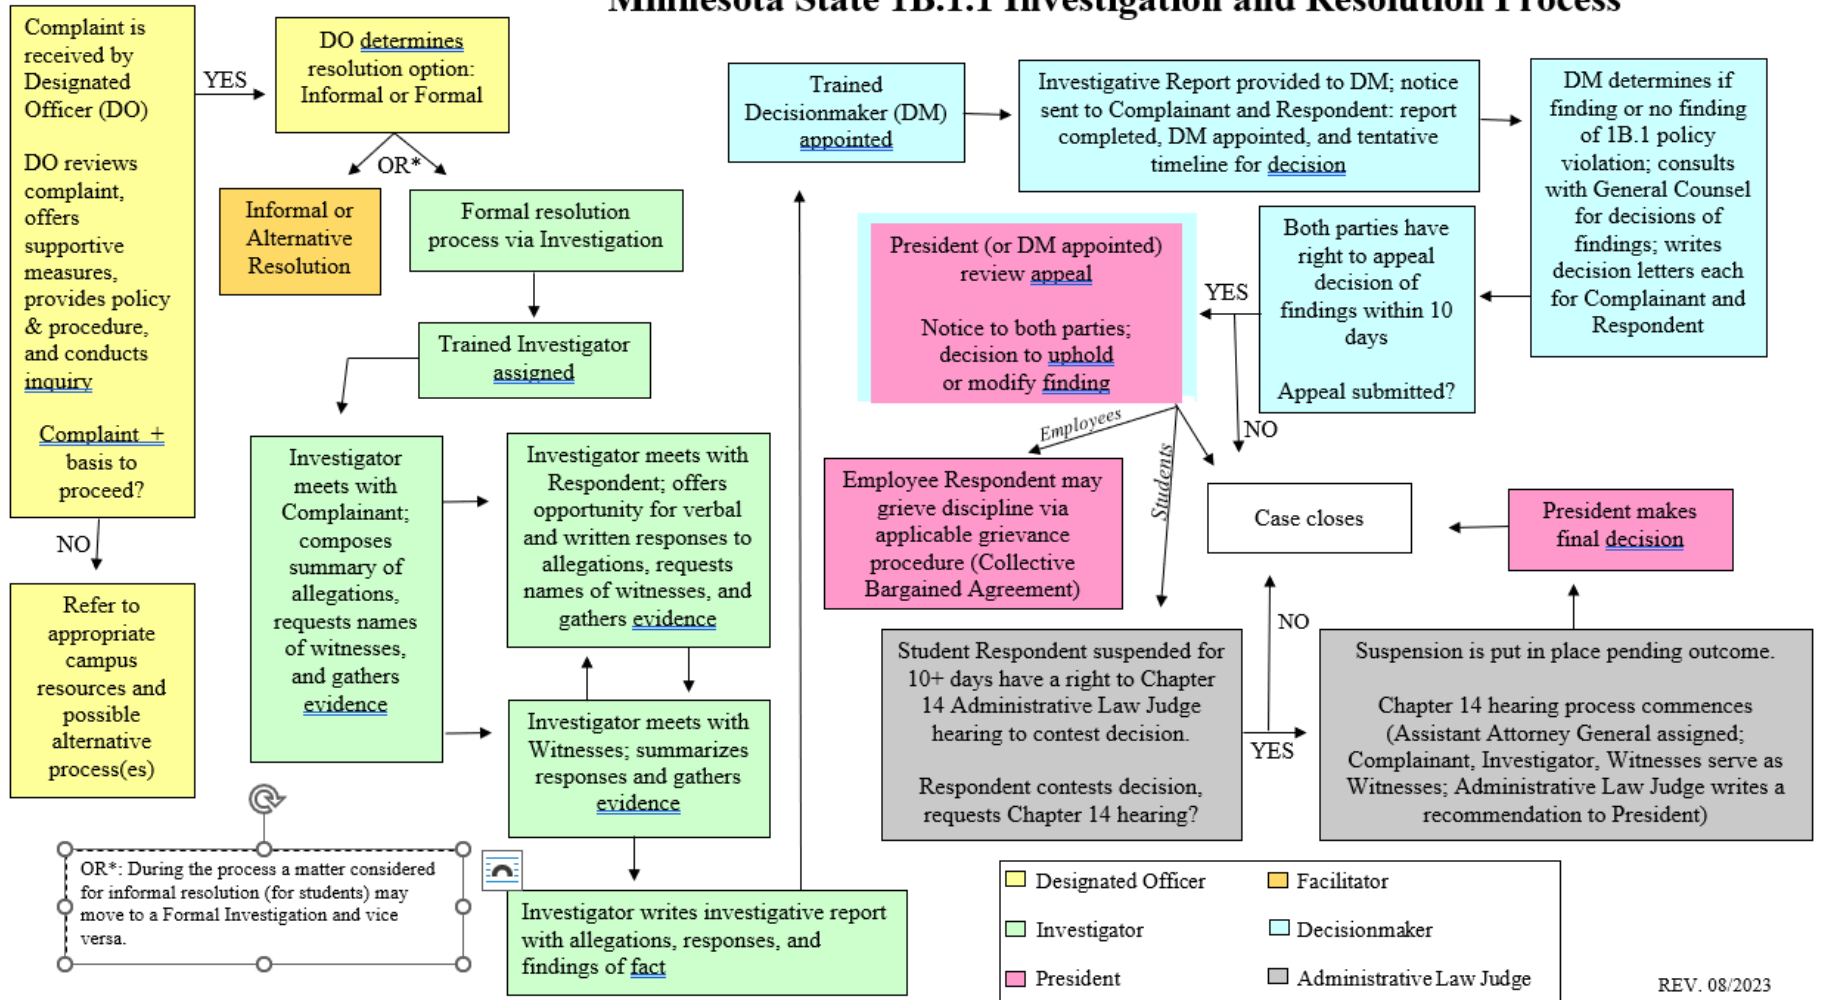 Minnesota State 1B.1.1 Investigation and Resolution Process
Complaint is
received by
Designated
Officer (DO)
DO reviews
complaint,
offers
supportive
measures,
provides policy
& procedure,
and conducts
inquiry
Complaint +
basis to
proceed?
YES
NO
Refer to
appropriate
campus
resources and
possible
alternative
process(es)
DO determines
resolution option:
Informal or Formal
OR*
Informal or
Alternative
Resolution
Formal resolution
process via Investigation
Trained Investigator
assigned
Investigator
meets with
Complainant;
composes
summary of
allegations,
requests names
of witnesses,
and gathers
evidence
Investigator meets with
Respondent; offers
opportunity for verbal
and written responses to
allegations, requests
names of witnesses, and
gathers evidence
Investigator meets with
Witnesses; summarizes
responses and gathers
evidence
Investigator writes investigative report
with allegations, responses, and
findings of fact
OR*: During the process a matter considered
for informal resolution (for students) may
move to a Formal Investigation and vice
versa.
Trained
Decisionmaker (DM)
appointed
Investigative Report provided to DM; notice
sent to Complainant and Respondent: report
completed, DM appointed, and tentative
timeline for decision
DM determines if
finding or no finding
of 1B.1 policy
violation; consults
with General Counsel
for decisions of
findings; writes
decision letters each
for Complainant and
Respondent
Both parties have
right to appeal
decision of
findings within 10
days
Appeal submitted?
YES
NO
President (or DM appointed)
review appeal
Notice to both parties;
decision to uphold
or modify finding
Employees
Students
Employee Respondent may
grieve discipline via
applicable grievance
procedure (Collective
Bargained Agreement)
Case closes
President makes
final decision
Student Respondent suspended for
10+ days have a right to Chapter
14 Administrative Law Judge
hearing to contest decision.
Respondent contests decision,
requests Chapter 14 hearing?
NO
YES
Suspension is put in place pending outcome.
Chapter 14 hearing process commences
(Assistant Attorney General assigned;
Complainant, Investigator, Witnesses serve as
Witnesses; Administrative Law Judge writes a
recommendation to President)
Designated Officer
Facilitator
Investigator
Decisionmaker
President
Administrative Law Judge
REV. 08/2023